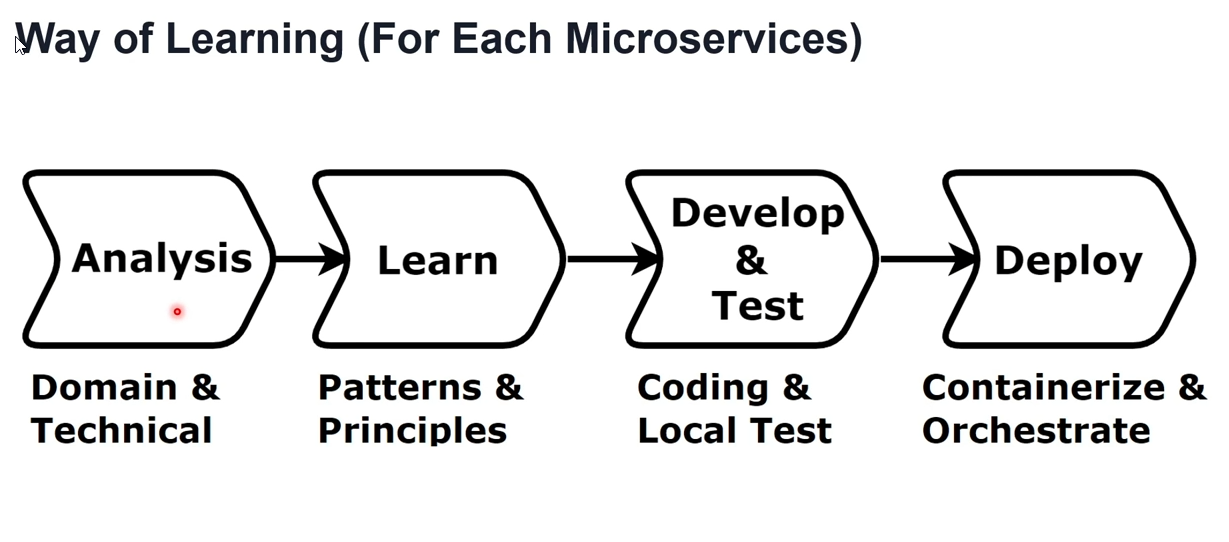 Way of Learning (For Each Microservices)
Analysis
Learn
Develop
&
Test
Deploy
Domain &
Technical
Patterns &
Principles
Coding &
Local Test
Containerize &
Orchestrate